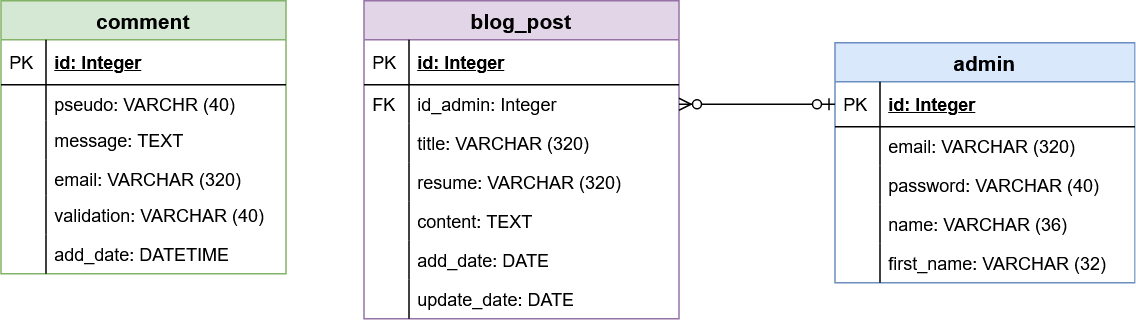 comment
PK id: Integer
pseudo: VARCHR (40)
message: TEXT
email: VARCHAR (320)
validation: VARCHAR (40)
add_date: DATETIME
blog_post
PK id: Integer
FK id_admin: Integer
title: VARCHAR (320)
resume: VARCHAR (320)
content: TEXT
add_date: DATE
update_date: DATE
admin
PK id: Integer
email: VARCHAR (320)
password: VARCHAR (40)
name: VARCHAR (36)
first_name: VARCHAR (32)